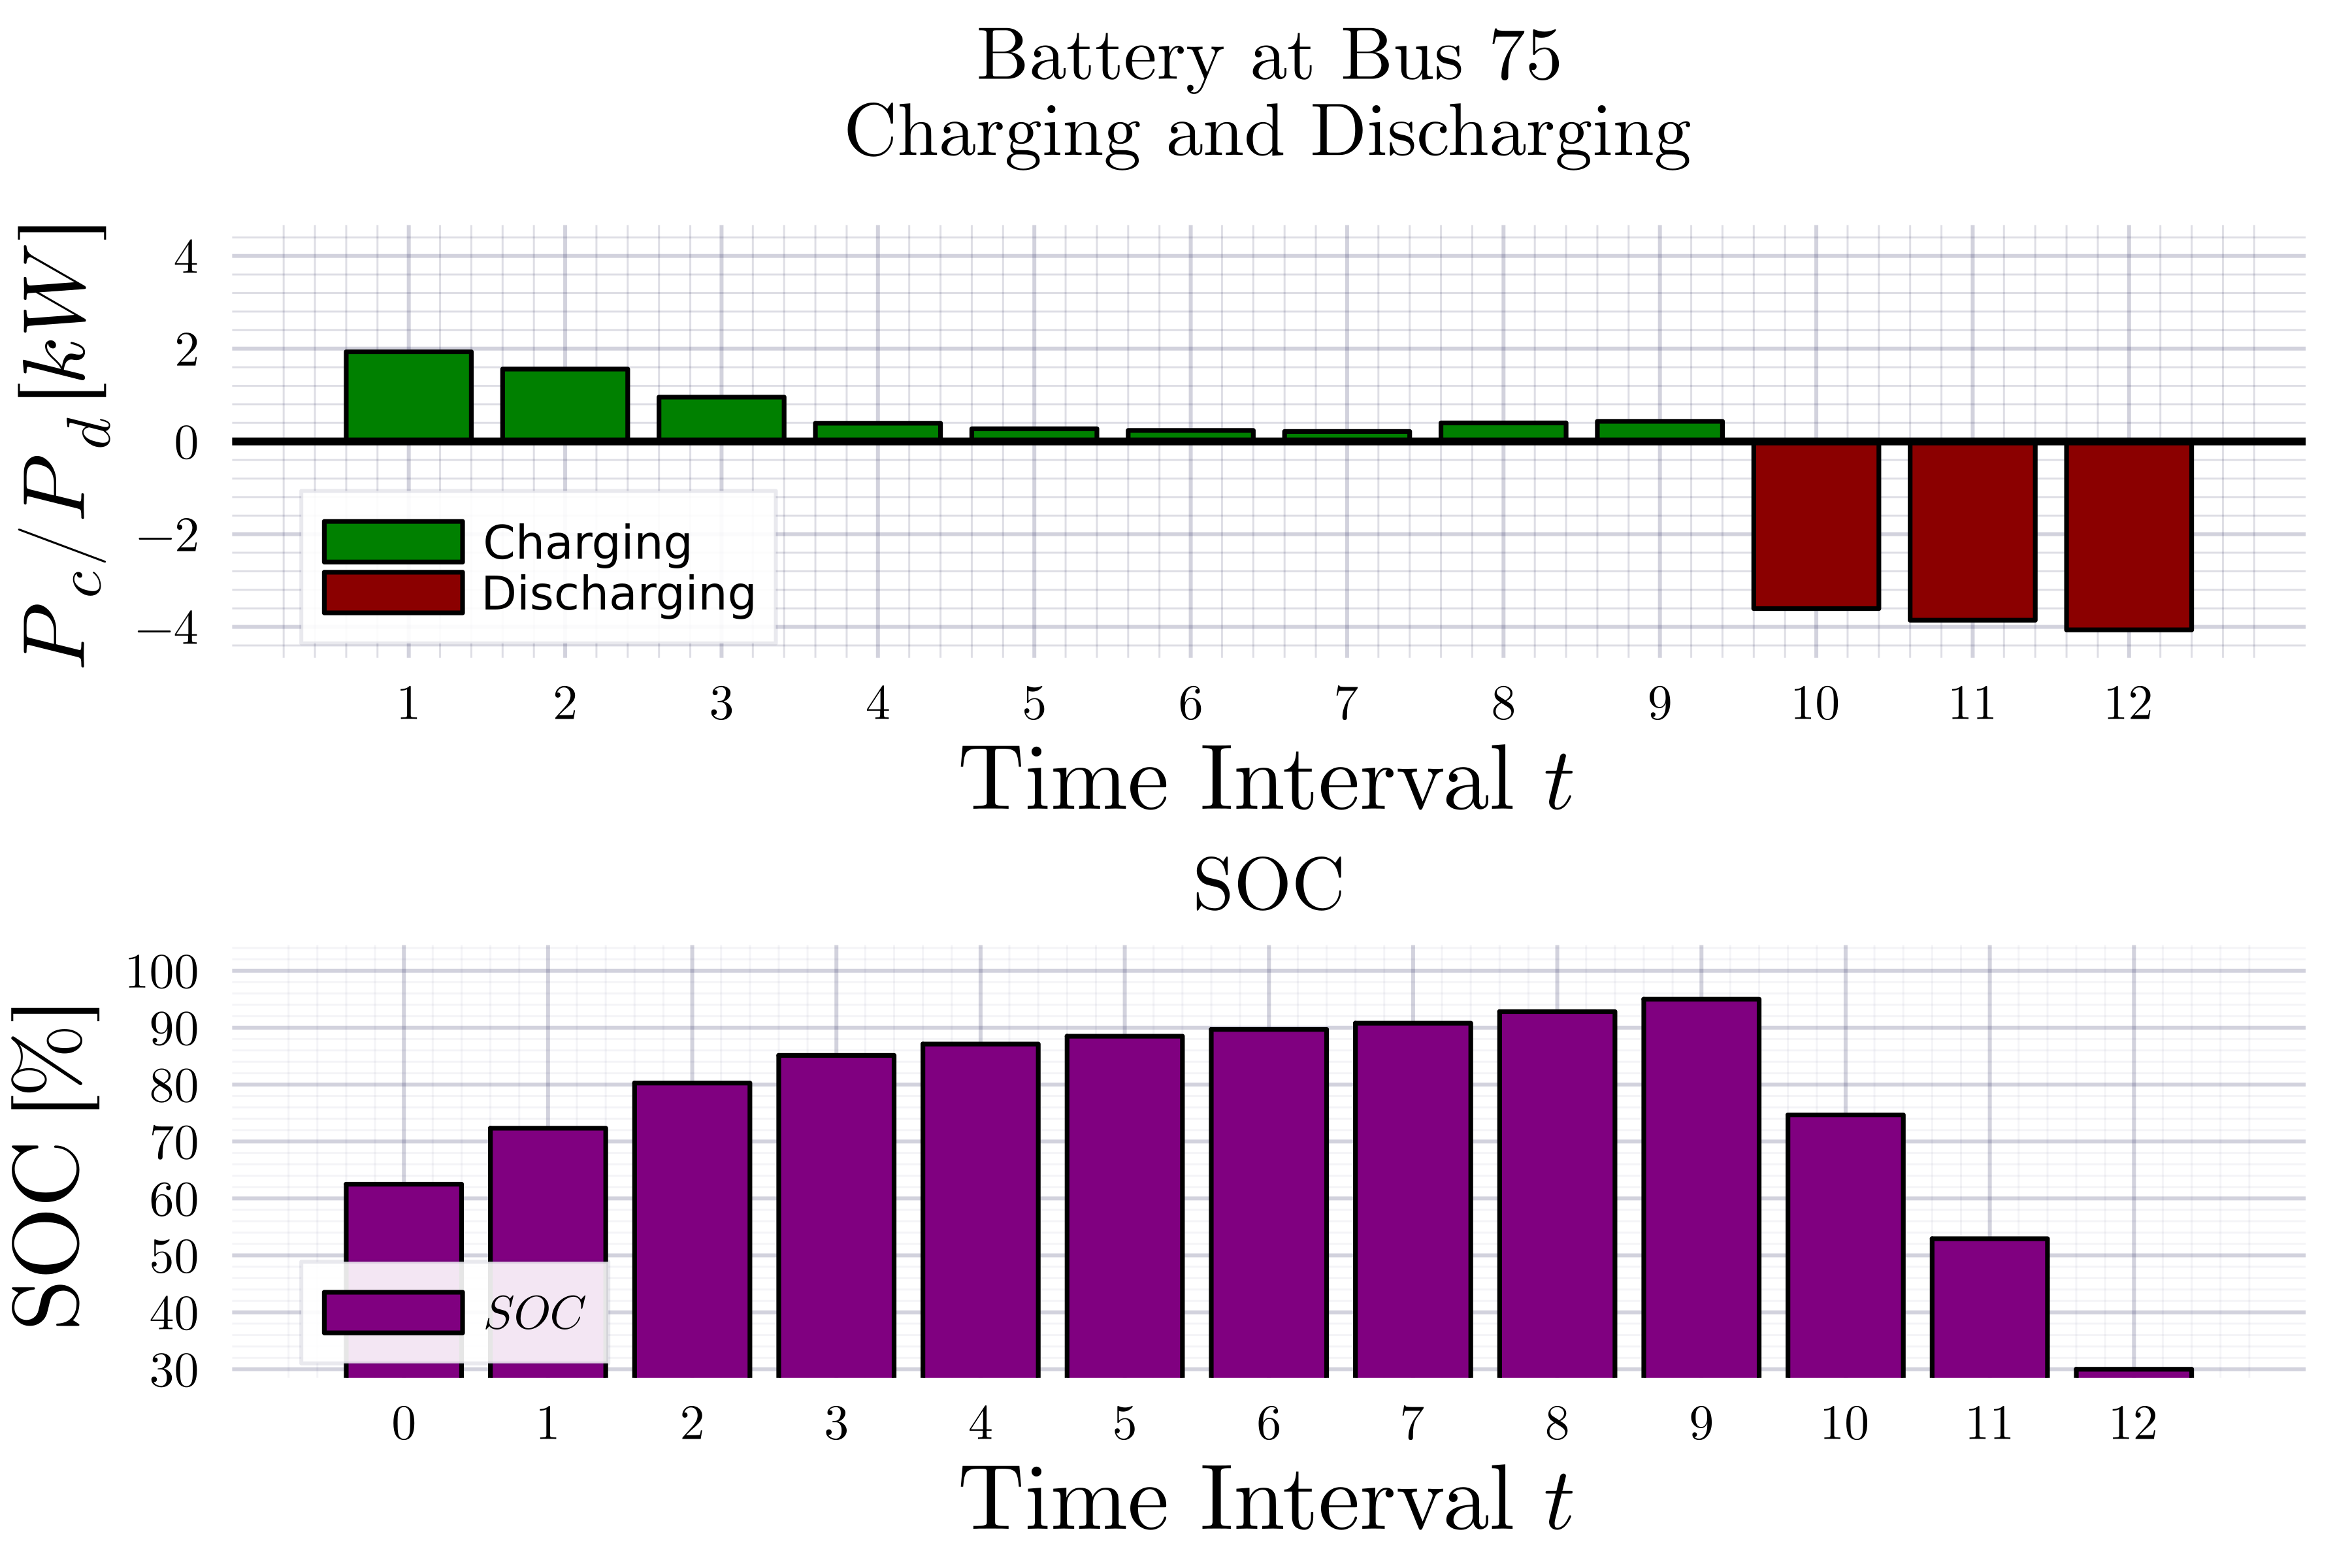 Battery at Bus 75
Charging and Discharging
P_c/P_d [kW]
4
2
0
−2
−4
Charging
Discharging
1 2 3 4 5 6 7 8 9 10 11 12
Time Interval t
SOC
SOC [%]
100
90
80
70
60
50
40
30
SOC
0 1 2 3 4 5 6 7 8 9 10 11 12
Time Interval t